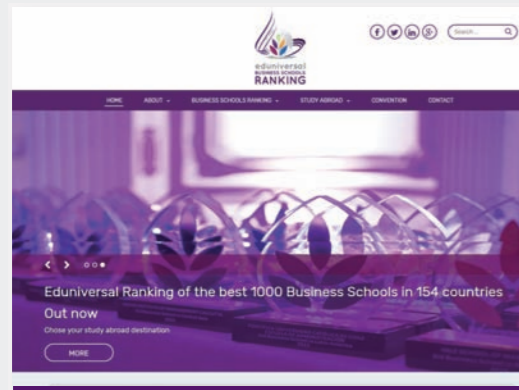 eduniversal
BUSINESS SCHOOLS
RANKING
Search...
HOME
ABOUT
BUSINESS SCHOOLS RANKING
STUDY ABROAD
CONVENTION
CONTACT
Eduniversal Ranking of the best 1000 Business Schools in 154 countries
Out now
Chose your study abroad destination
MORE